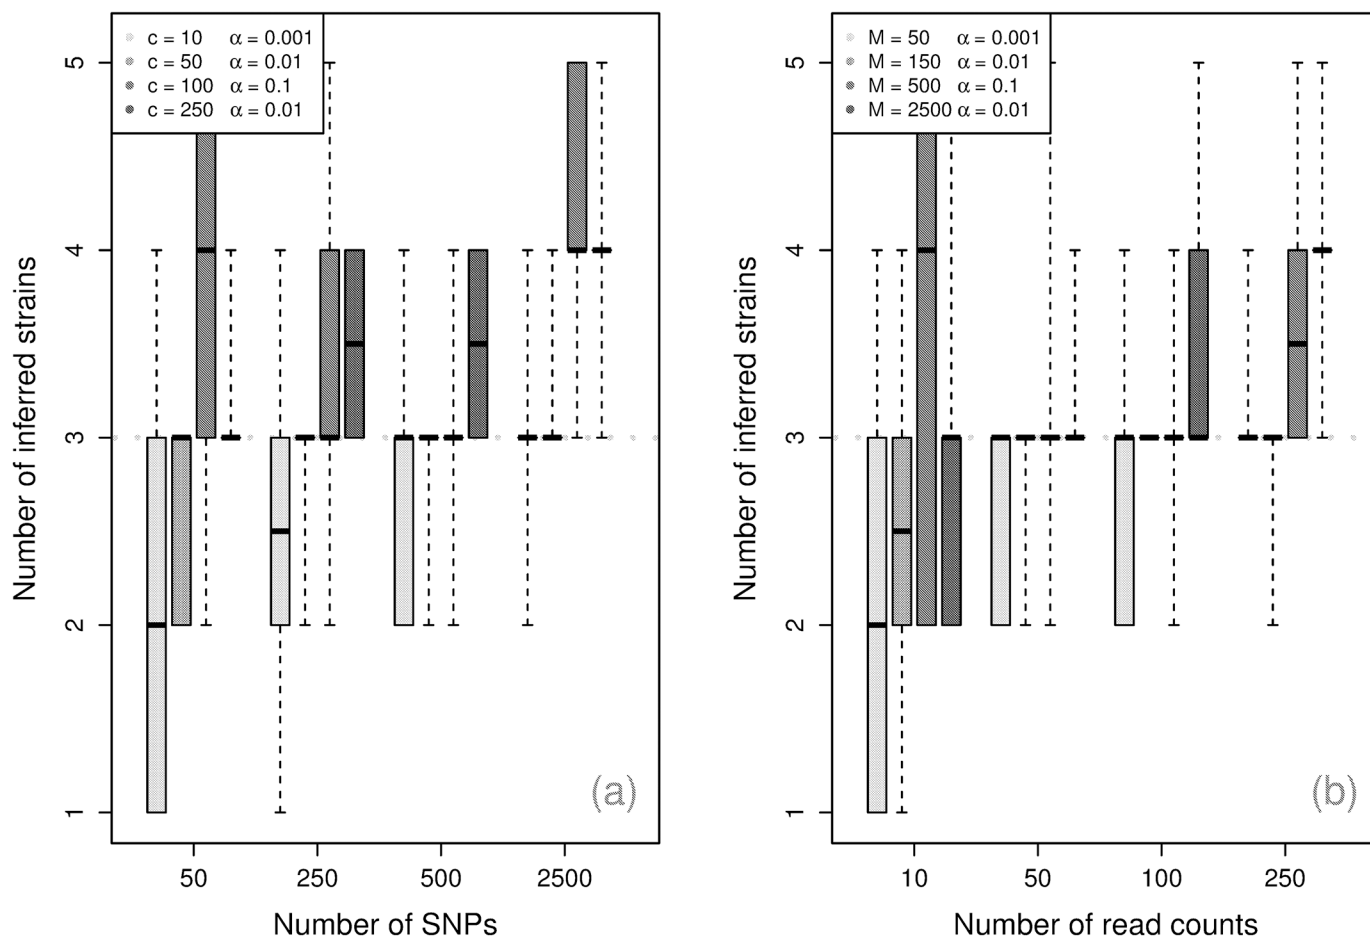 c = 10 α = 0.001
c = 50 α = 0.01
c = 100 α = 0.1
c = 250 α = 0.01
5
4
3
2
1
Number of inferred strains
(a)
50 250 500 2500
Number of SNPs
M = 50 α = 0.001
M = 150 α = 0.01
M = 500 α = 0.1
M = 2500 α = 0.01
5
4
3
2
1
Number of inferred strains
(b)
10 50 100 250
Number of read counts